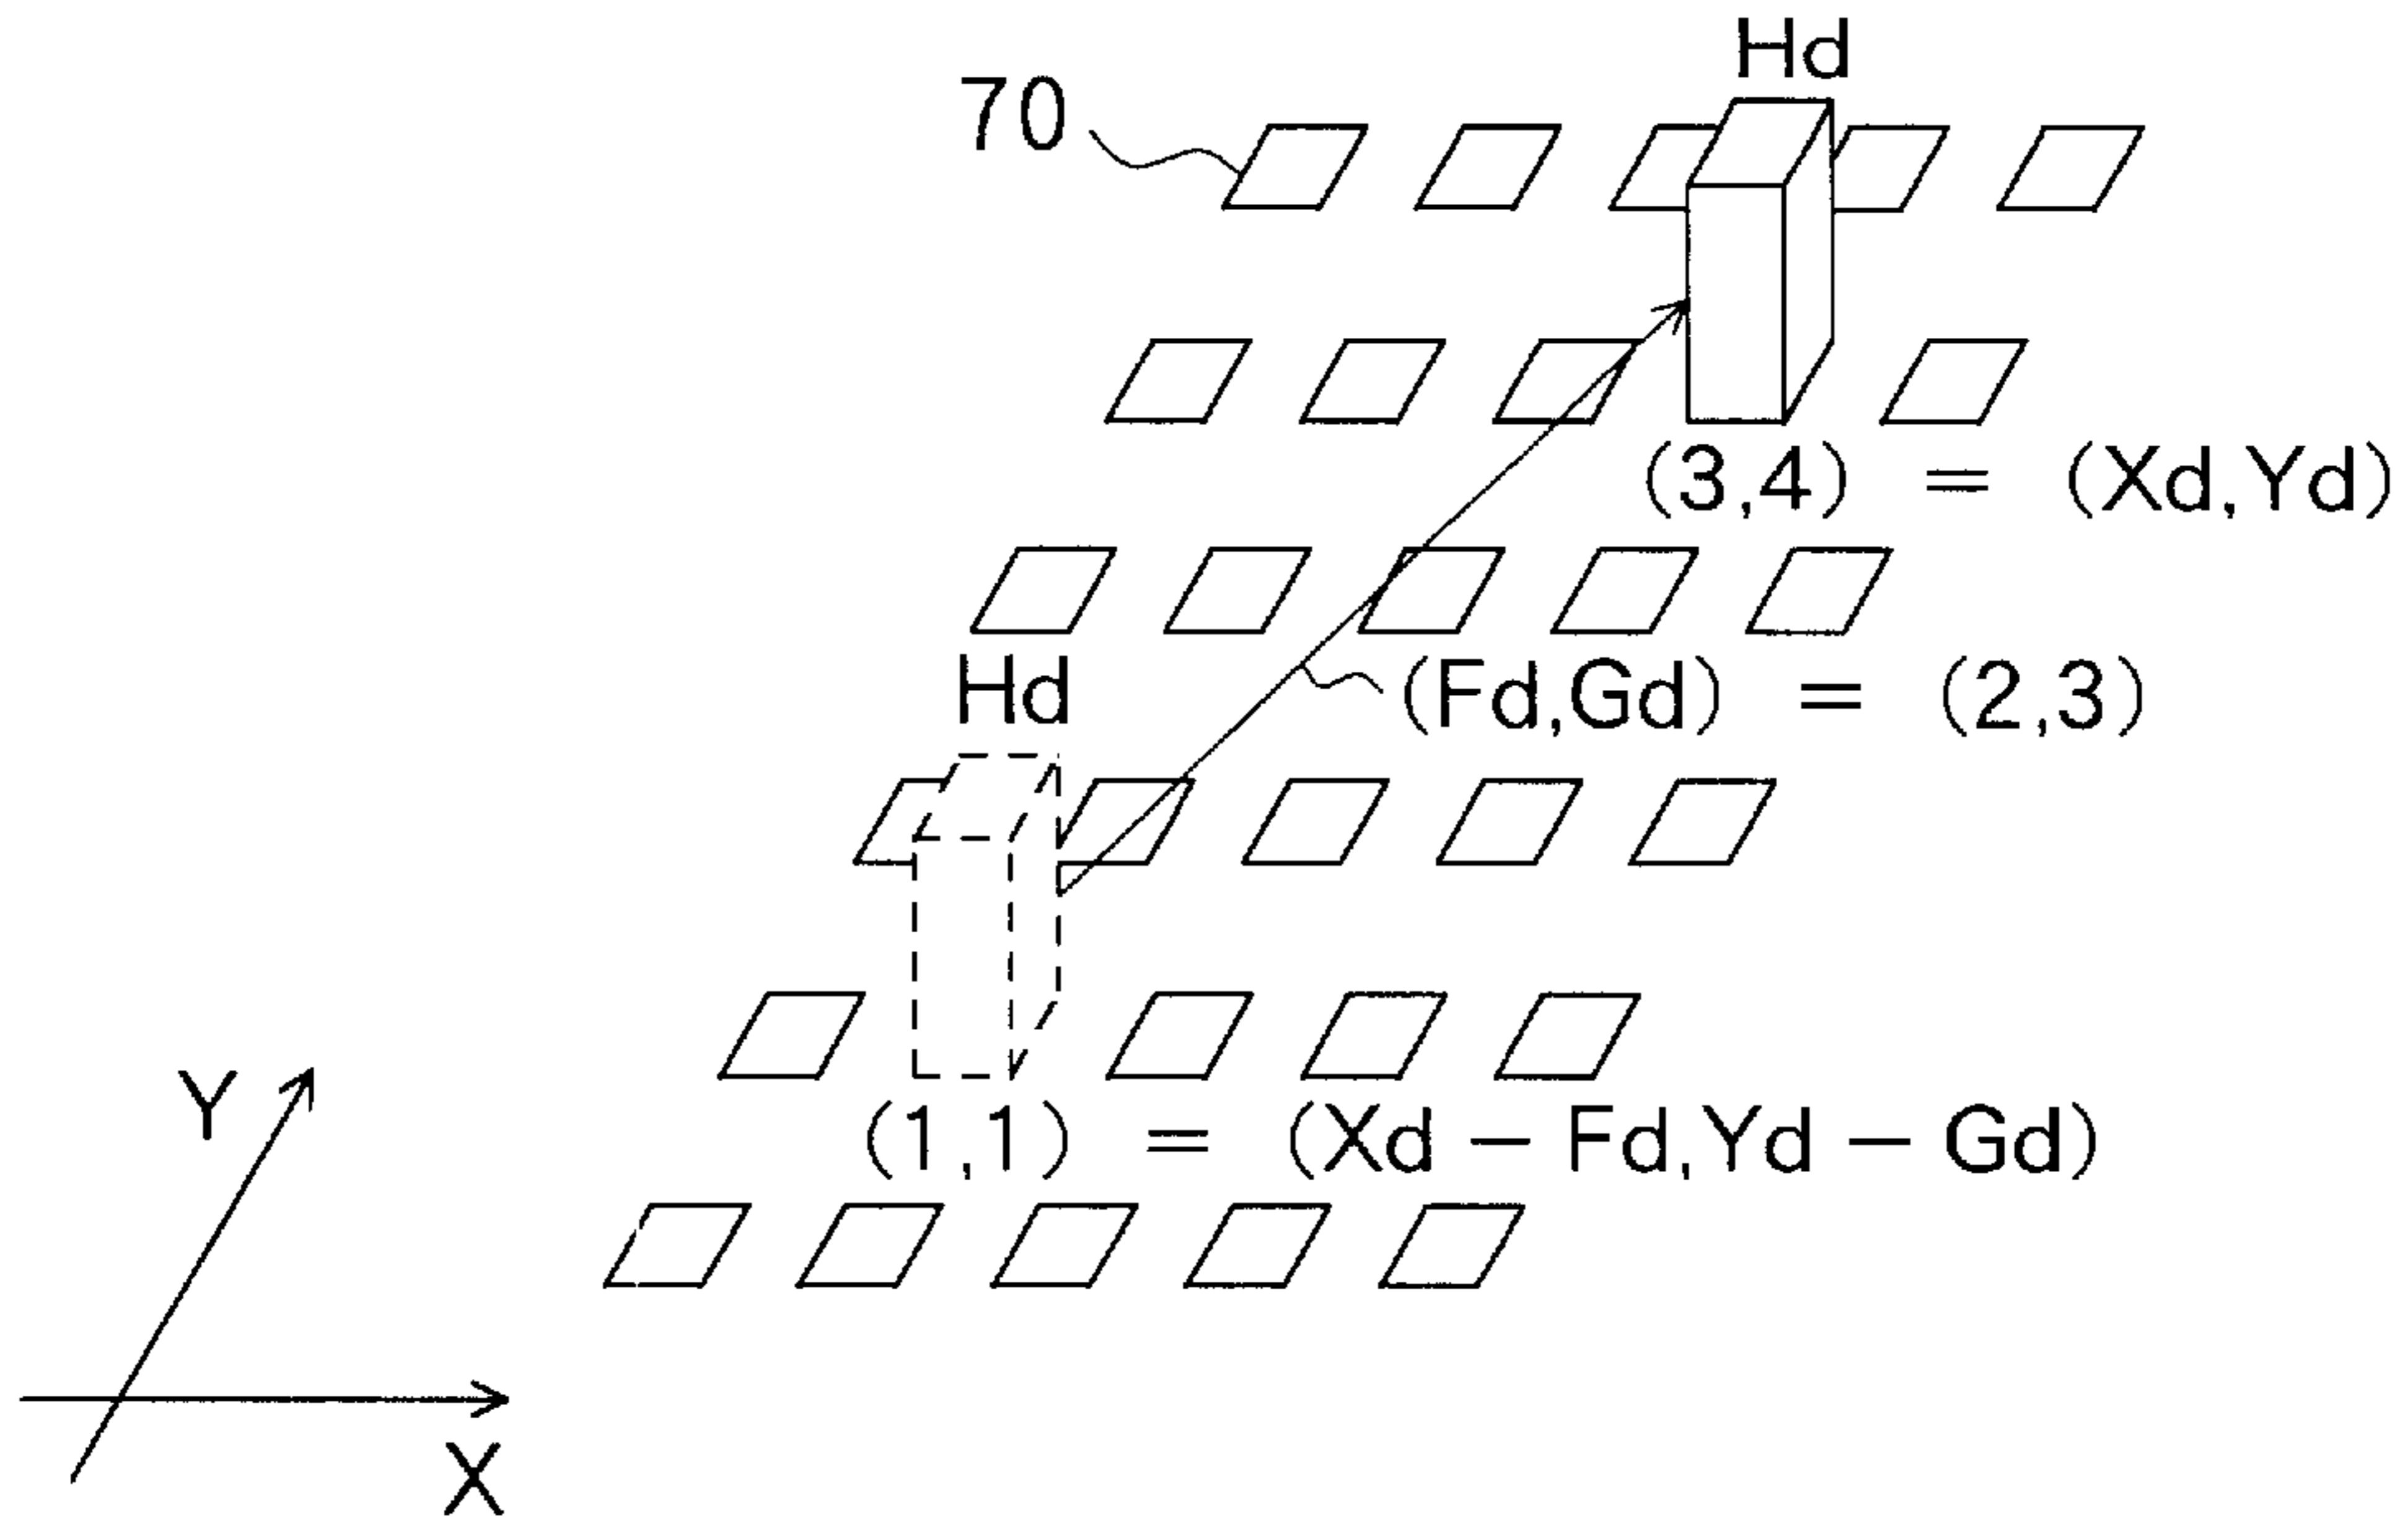 Hd
70
(3,4) = (Xd,Yd)
Hd
(Fd,Gd) = (2,3)
Y
(1,1) = (Xd − Fd,Yd − Gd)
X